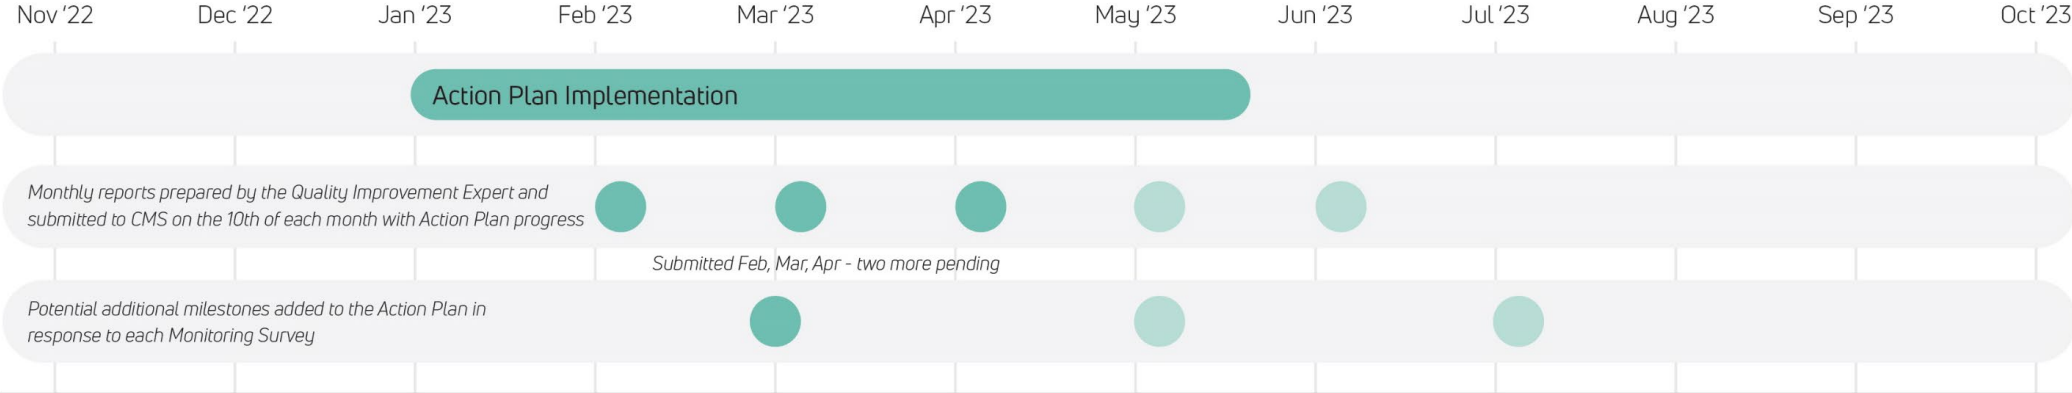 Nov ‘22 Dec ‘22 Jan ‘23 Feb ‘23 Mar ‘23 Apr ‘23 May ‘23 Jun ‘23 Jul ‘23 Aug ‘23 Sep ‘23 Oct ‘23
Action Plan Implementation
Monthly reports prepared by the Quality Improvement Expert and
submitted to CMS on the 10th of each month with Action Plan progress
Submitted Feb, Mar, Apr - two more pending
Potential additional milestones added to the Action Plan in
response to each Monitoring Survey